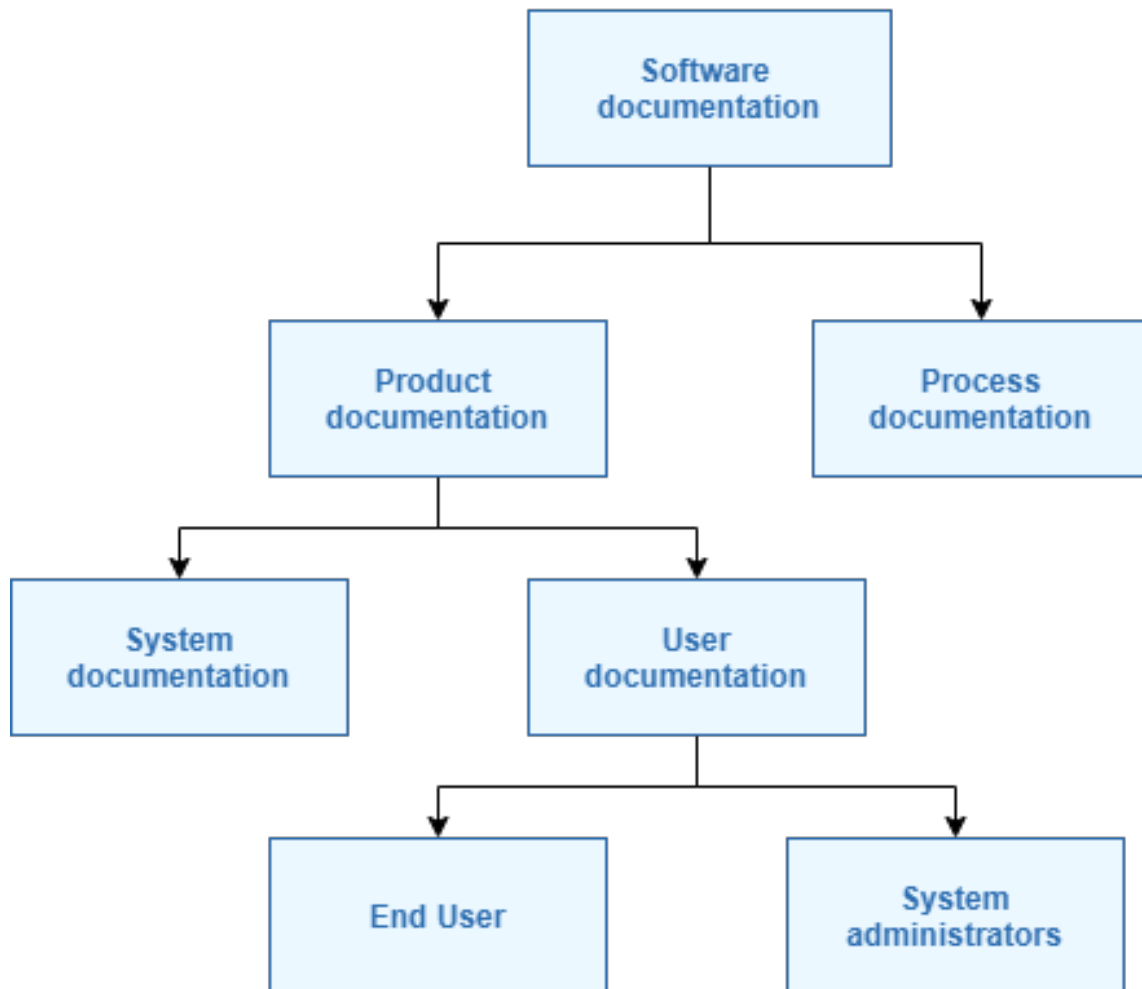 Software
documentation
Product
documentation
Process
documentation
System
documentation
User
documentation
End User
System
administrators